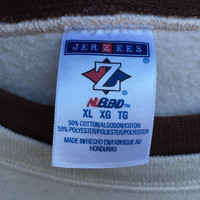 JERZEES
Z
NUBLEND™
XL XG TG
50% COTTON/ALGODON/COTON
50% POLYESTER/POLIESTER/POLYESTER
MADE IN/HECHO EN/FABRIQUE AU
HONDURAS